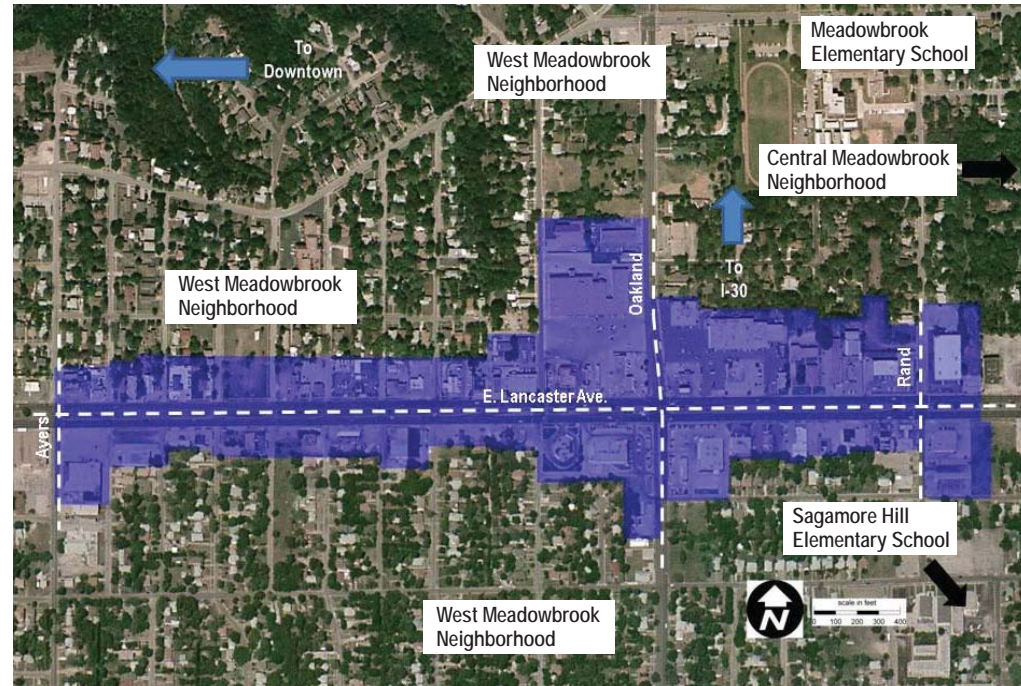 To
Downtown
West Meadowbrook
Neighborhood
Meadowbrook
Elementary School
Central Meadowbrook
Neighborhood
To
I-30
Oakland
West Meadowbrook
Neighborhood
Rand
E. Lancaster Ave.
Ayers
Sagamore Hill
Elementary School
West Meadowbrook
Neighborhood
N
scale in feet
0 100 200 300 400